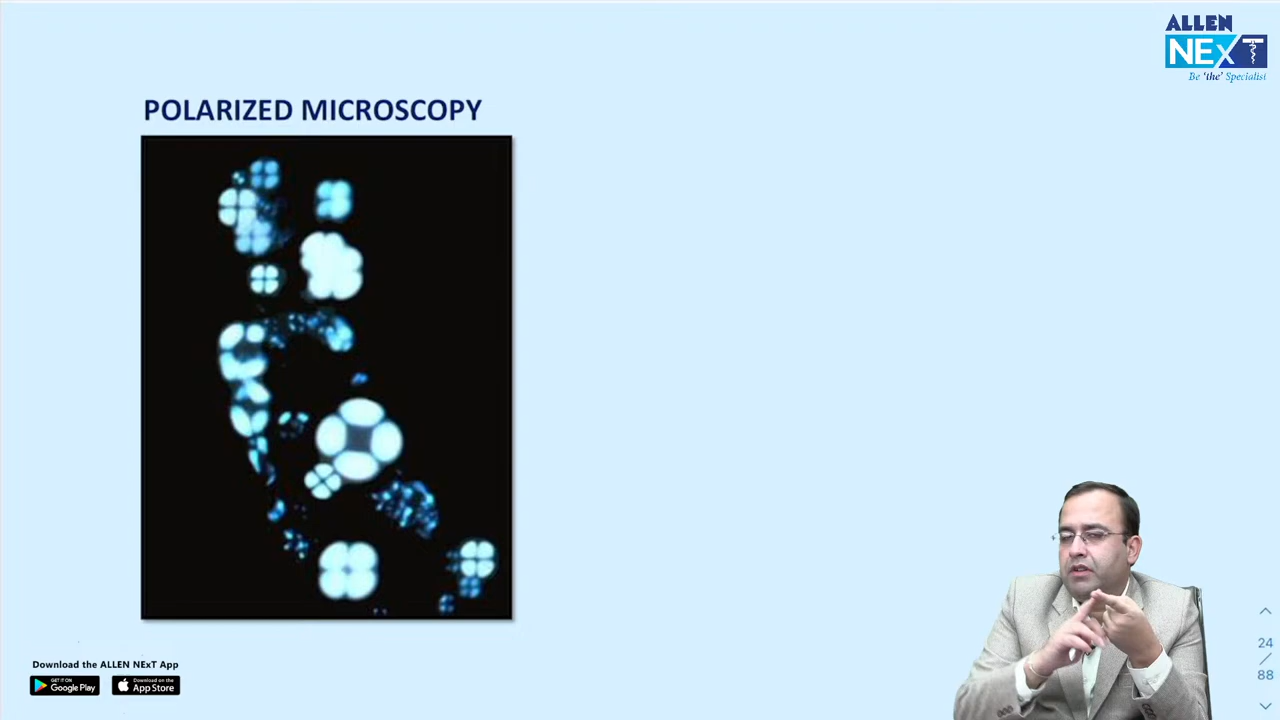 ALLEN
NExT
Be 'the' Specialist
POLARIZED MICROSCOPY
24
/
88
Download the ALLEN NExT App
GET IT ON
Google Play
Download on the
App Store